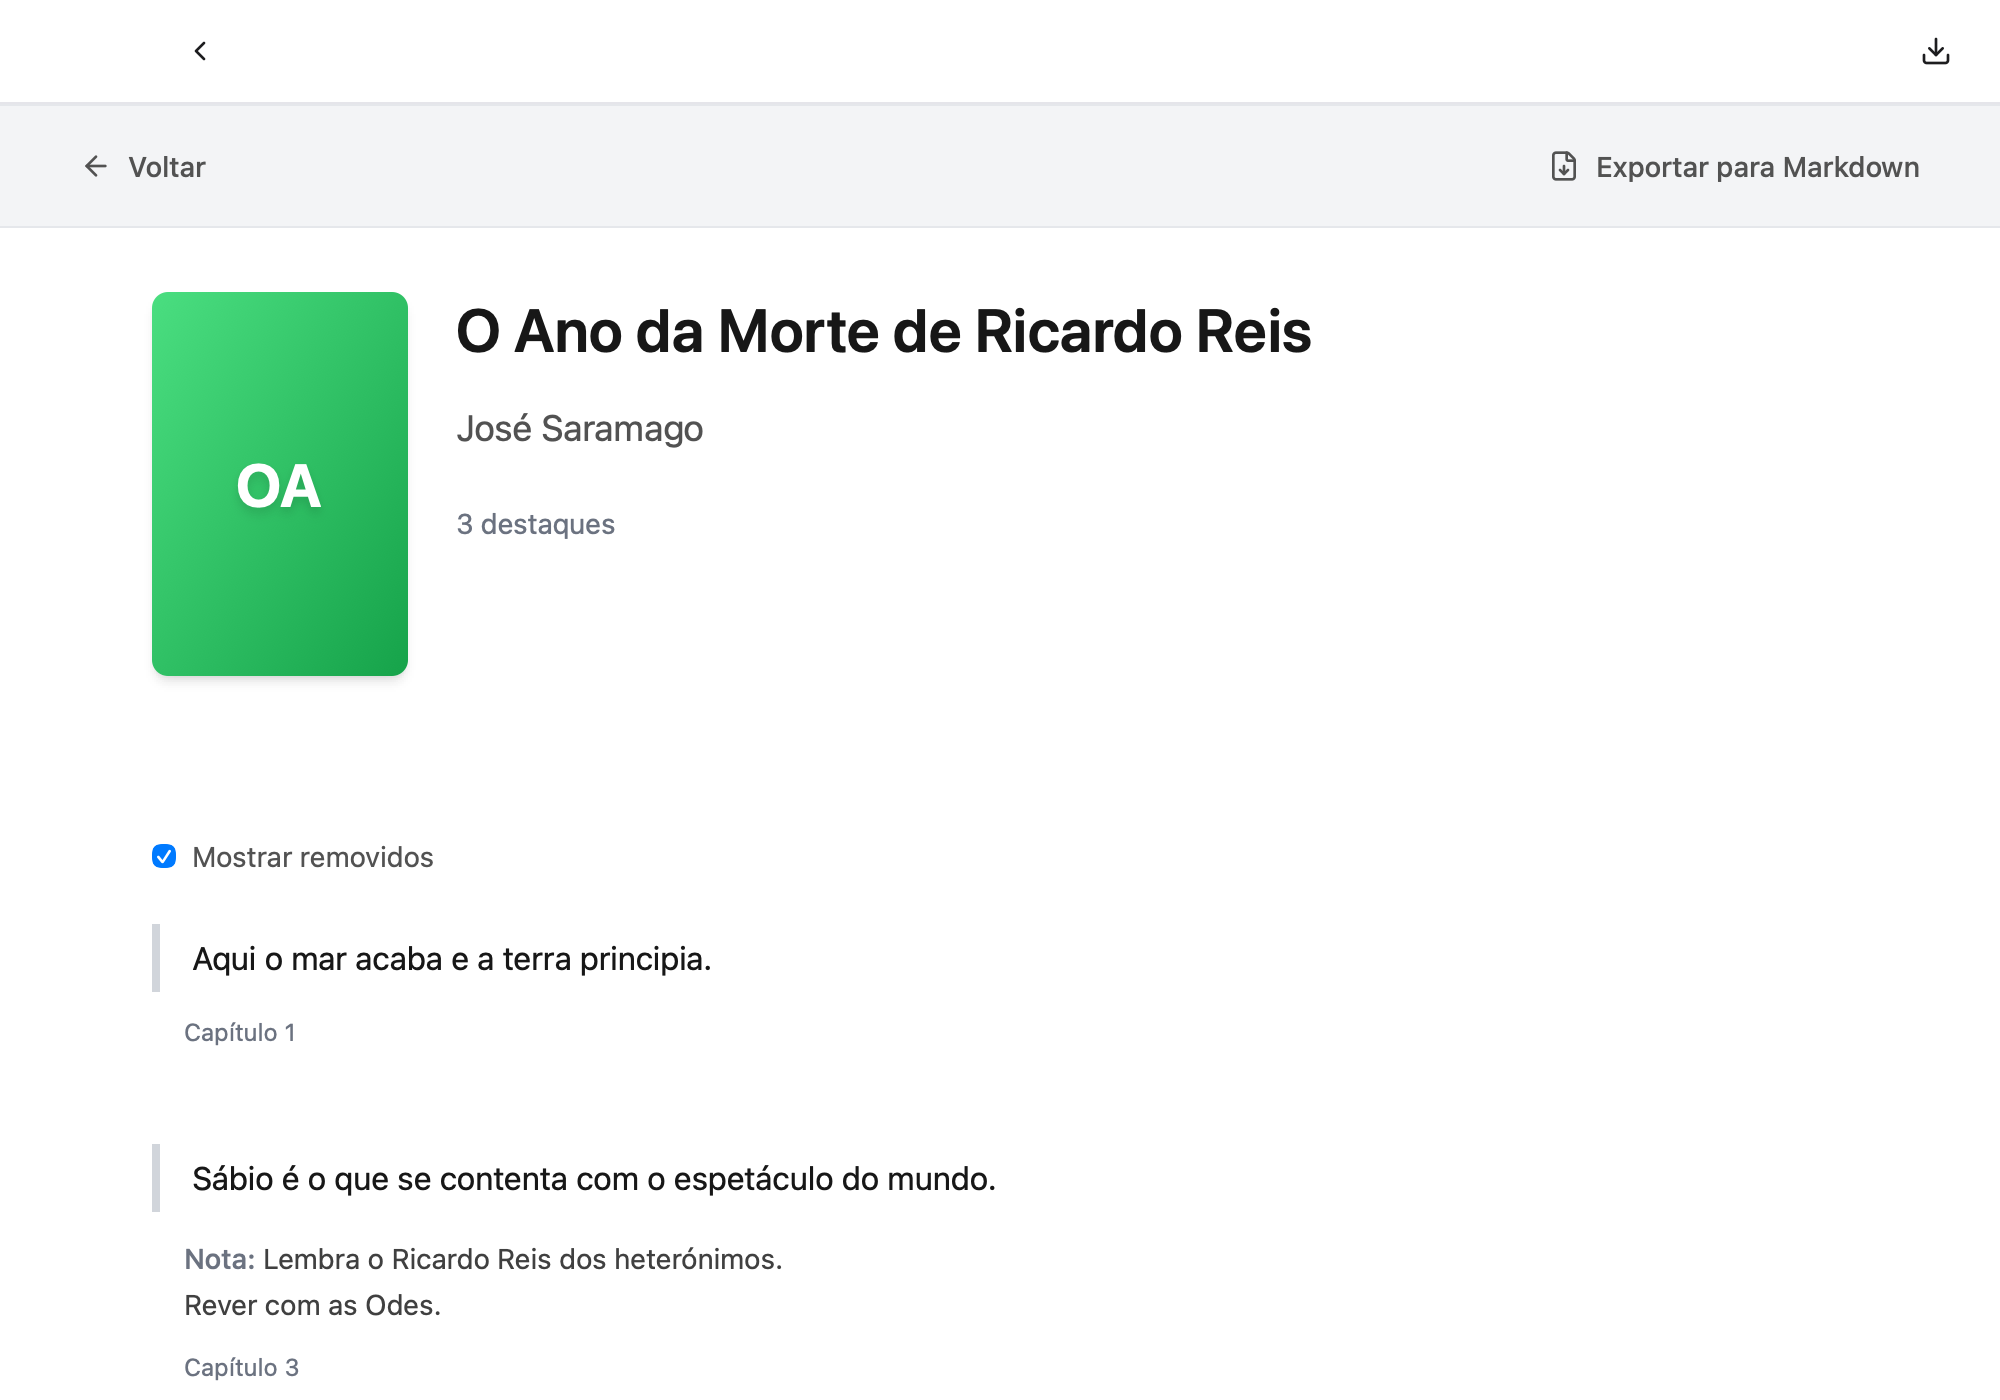 Voltar
Exportar para Markdown
OA
O Ano da Morte de Ricardo Reis
José Saramago
3 destaques
Mostrar removidos
Aqui o mar acaba e a terra principia.
Capítulo 1
Sábio é o que se contenta com o espetáculo do mundo.
Nota: Lembra o Ricardo Reis dos heterónimos.
Rever com as Odes.
Capítulo 3